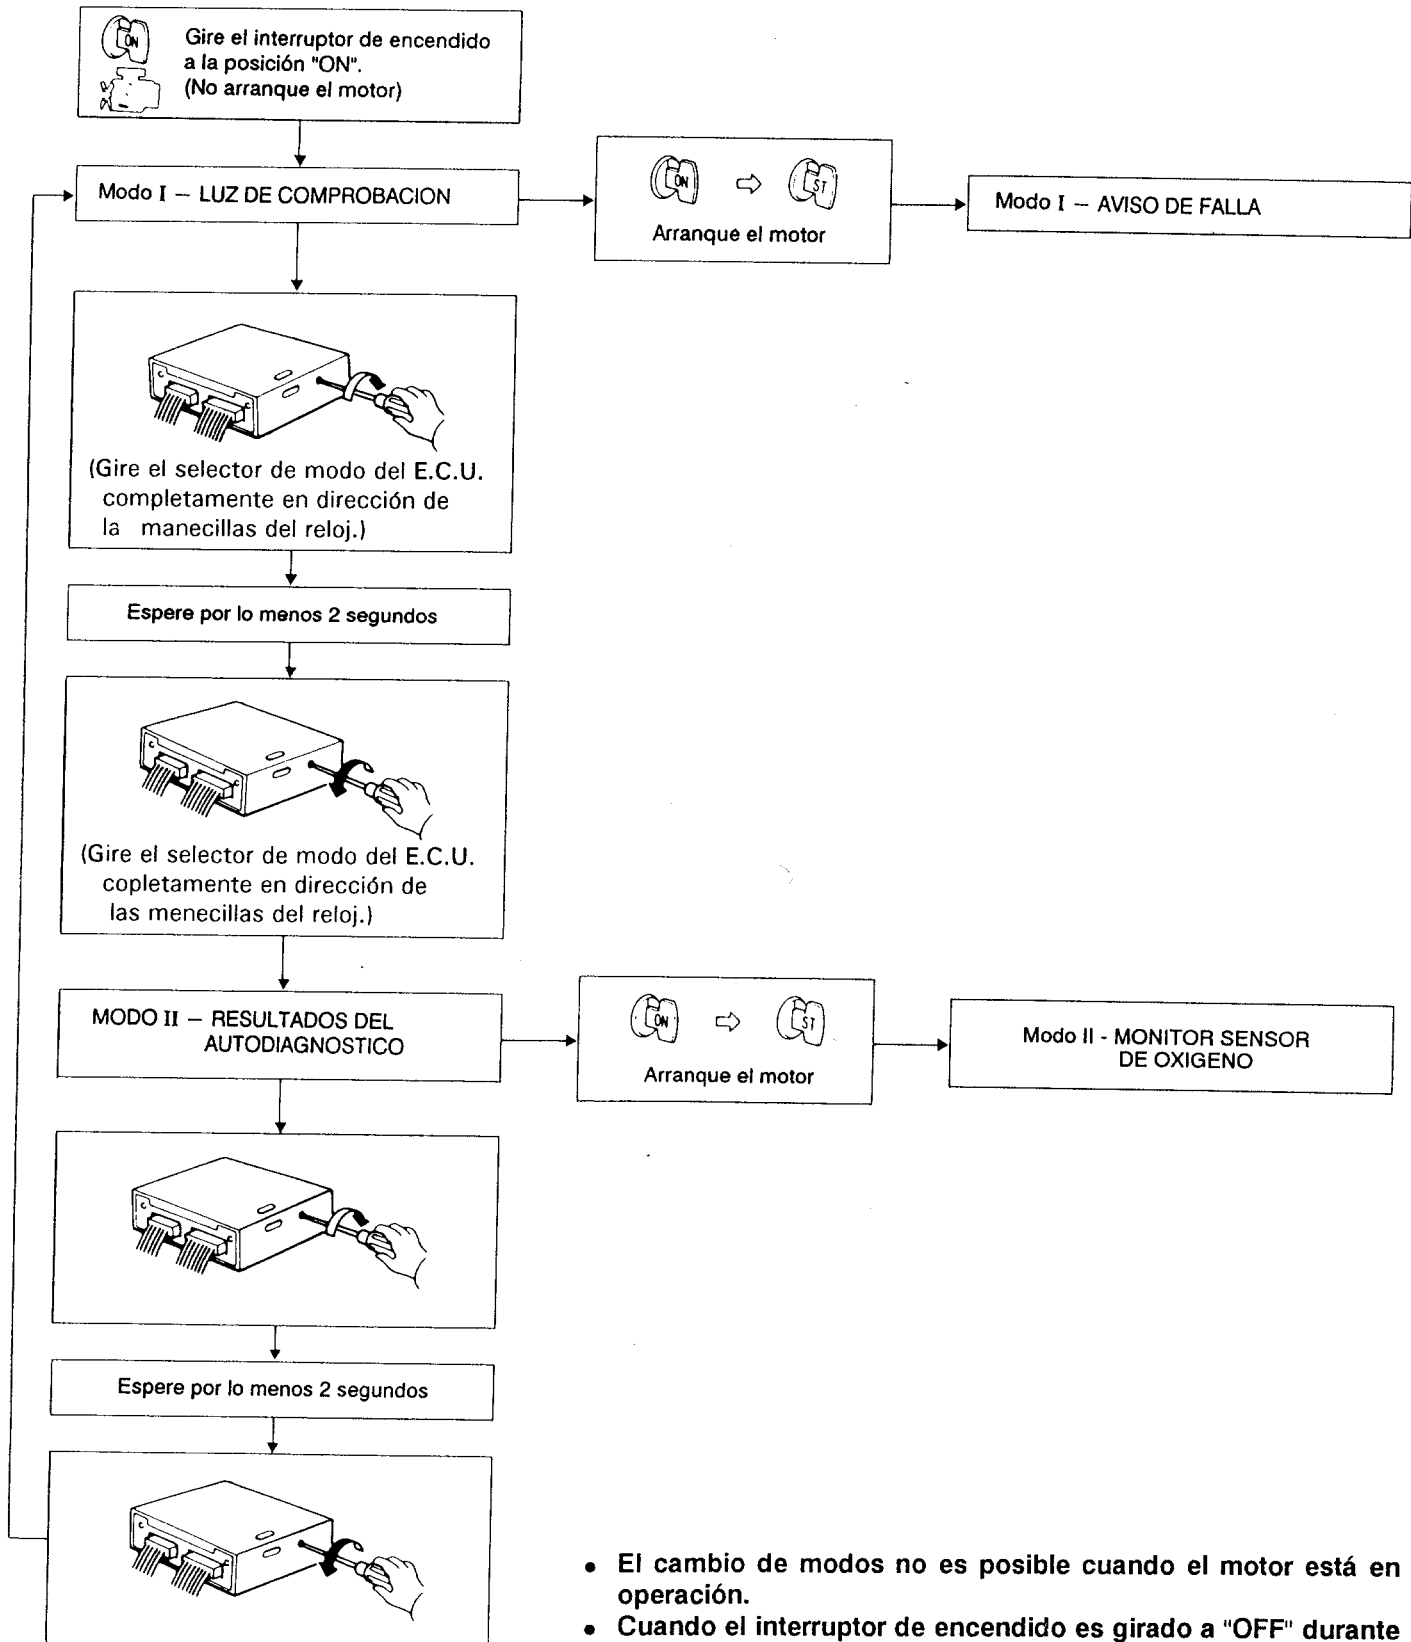 ON
Gire el interruptor de encendido
a la posición "ON".
(No arranque el motor)
Modo I – LUZ DE COMPROBACION
ON
ST
Arranque el motor
Modo I – AVISO DE FALLA
(Gire el selector de modo del E.C.U.
completamente en dirección de
la manecillas del reloj.)
Espere por lo menos 2 segundos
(Gire el selector de modo del E.C.U.
copletamente en dirección de
las menecillas del reloj.)
MODO II – RESULTADOS DEL
AUTODIAGNOSTICO
ON
ST
Arranque el motor
Modo II - MONITOR SENSOR
DE OXIGENO
Espere por lo menos 2 segundos
• El cambio de modos no es posible cuando el motor está en
operación.
• Cuando el interruptor de encendido es girado a "OFF" durante